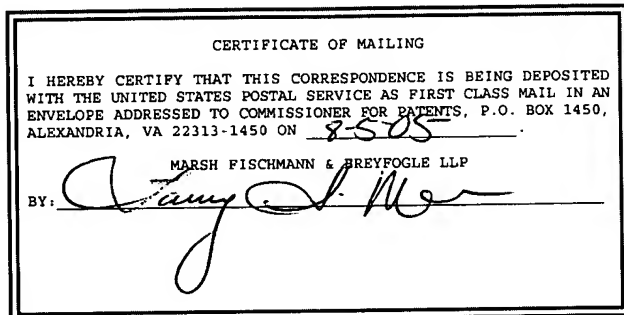 CERTIFICATE OF MAILING
I HEREBY CERTIFY THAT THIS CORRESPONDENCE IS BEING DEPOSITED
WITH THE UNITED STATES POSTAL SERVICE AS FIRST CLASS MAIL IN AN
ENVELOPE ADDRESSED TO COMMISSIONER FOR PATENTS, P.O. BOX 1450,
ALEXANDRIA, VA 22313-1450 ON 8-5-05.
MARSH FISCHMANN & BREYFOGLE LLP
BY: